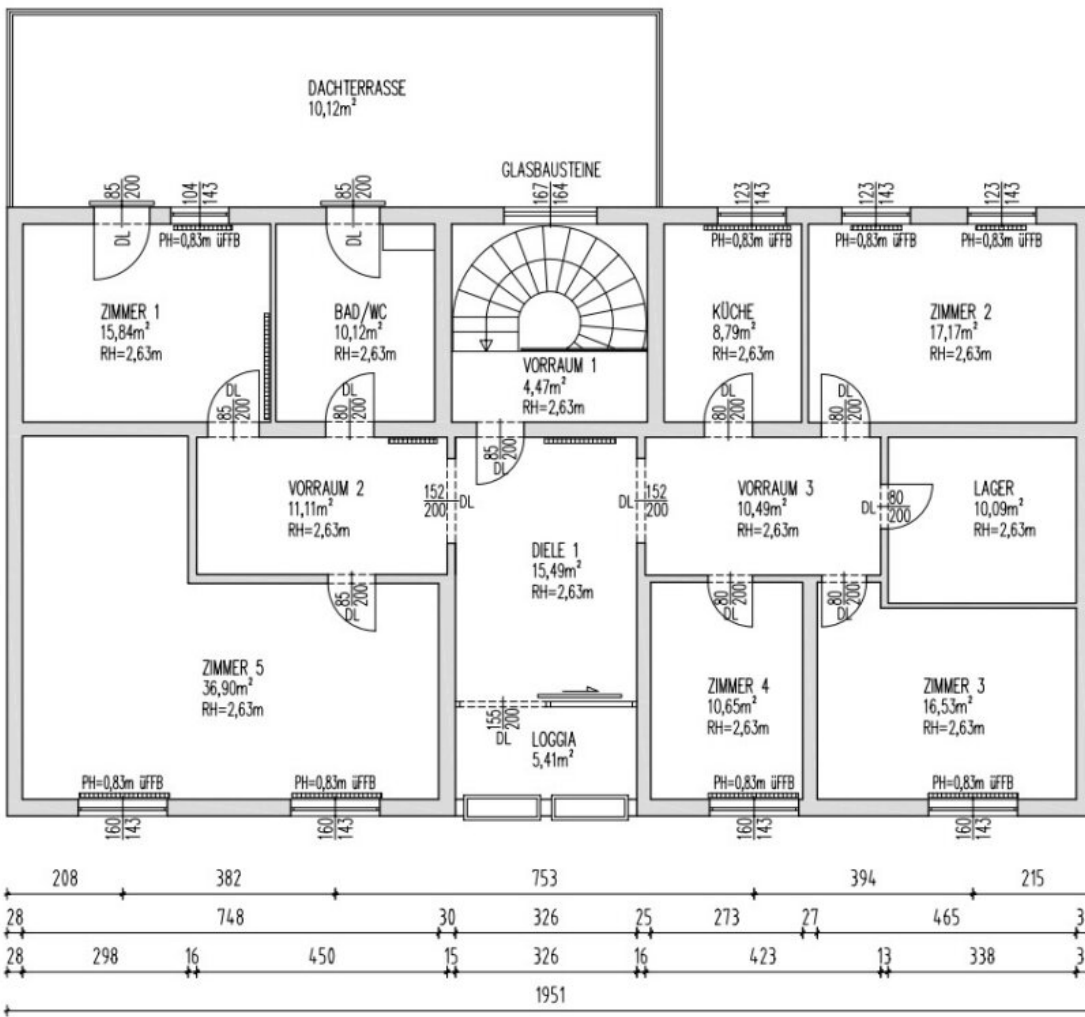 DACHTERRASSE
10,12m²
GLASBAUSTEINE
85
200
104
143
85
200
167
164
123
143
123
143
123
143
DL
PH=0,83m üFFB
DL
PH=0,83m üFFB
PH=0,83m üFFB
PH=0,83m üFFB
ZIMMER 1
15,84m²
RH=2,63m
BAD/WC
10,12m²
RH=2,63m
VORRAUM 1
4,47m²
RH=2,63m
KÜCHE
8,79m²
RH=2,63m
ZIMMER 2
17,17m²
RH=2,63m
DL
85
200
DL
80
200
DL
80
200
DL
80
200
85
200
DL
VORRAUM 2
11,11m²
RH=2,63m
152
200
DL
DL
152
200
VORRAUM 3
10,49m²
RH=2,63m
DL
80
200
LAGER
10,09m²
RH=2,63m
DIELE 1
15,49m²
RH=2,63m
85
200
DL
80
200
DL
80
200
DL
ZIMMER 5
36,90m²
RH=2,63m
ZIMMER 4
10,65m²
RH=2,63m
ZIMMER 3
16,53m²
RH=2,63m
155
200
DL
LOGGIA
5,41m²
PH=0,83m üFFB
PH=0,83m üFFB
PH=0,83m üFFB
PH=0,83m üFFB
160
143
160
143
160
143
160
143
208 382 753 394 215
28 748 30 326 25 273 27 465 3
28 298 16 450 15 326 16 423 13 338 3
1951